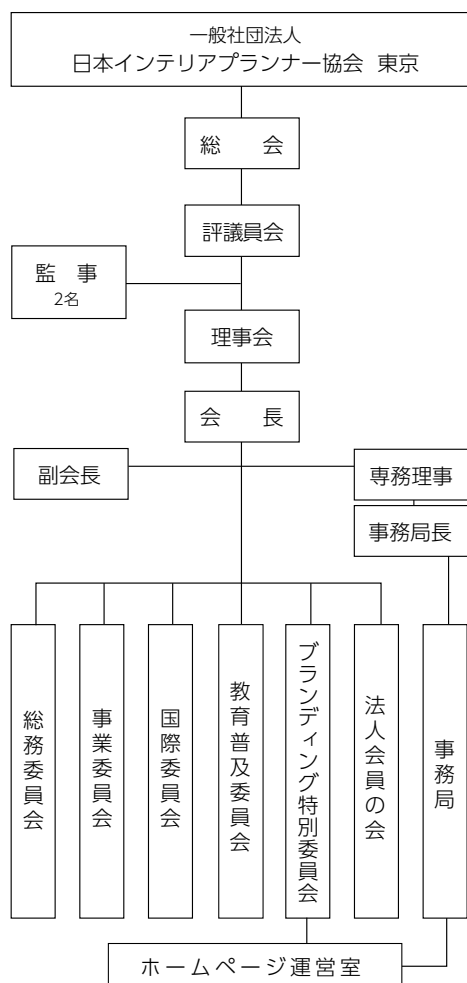 一般社団法人
日本インテリアプランナー協会 東京
総 会
評議員会
監 事
2名
理事会
会 長
副会長
専務理事
事務局長
総務委員会
事業委員会
国際委員会
教育普及委員会
ブランディング特別委員会
法人会員の会
事務局
ホームページ運営室